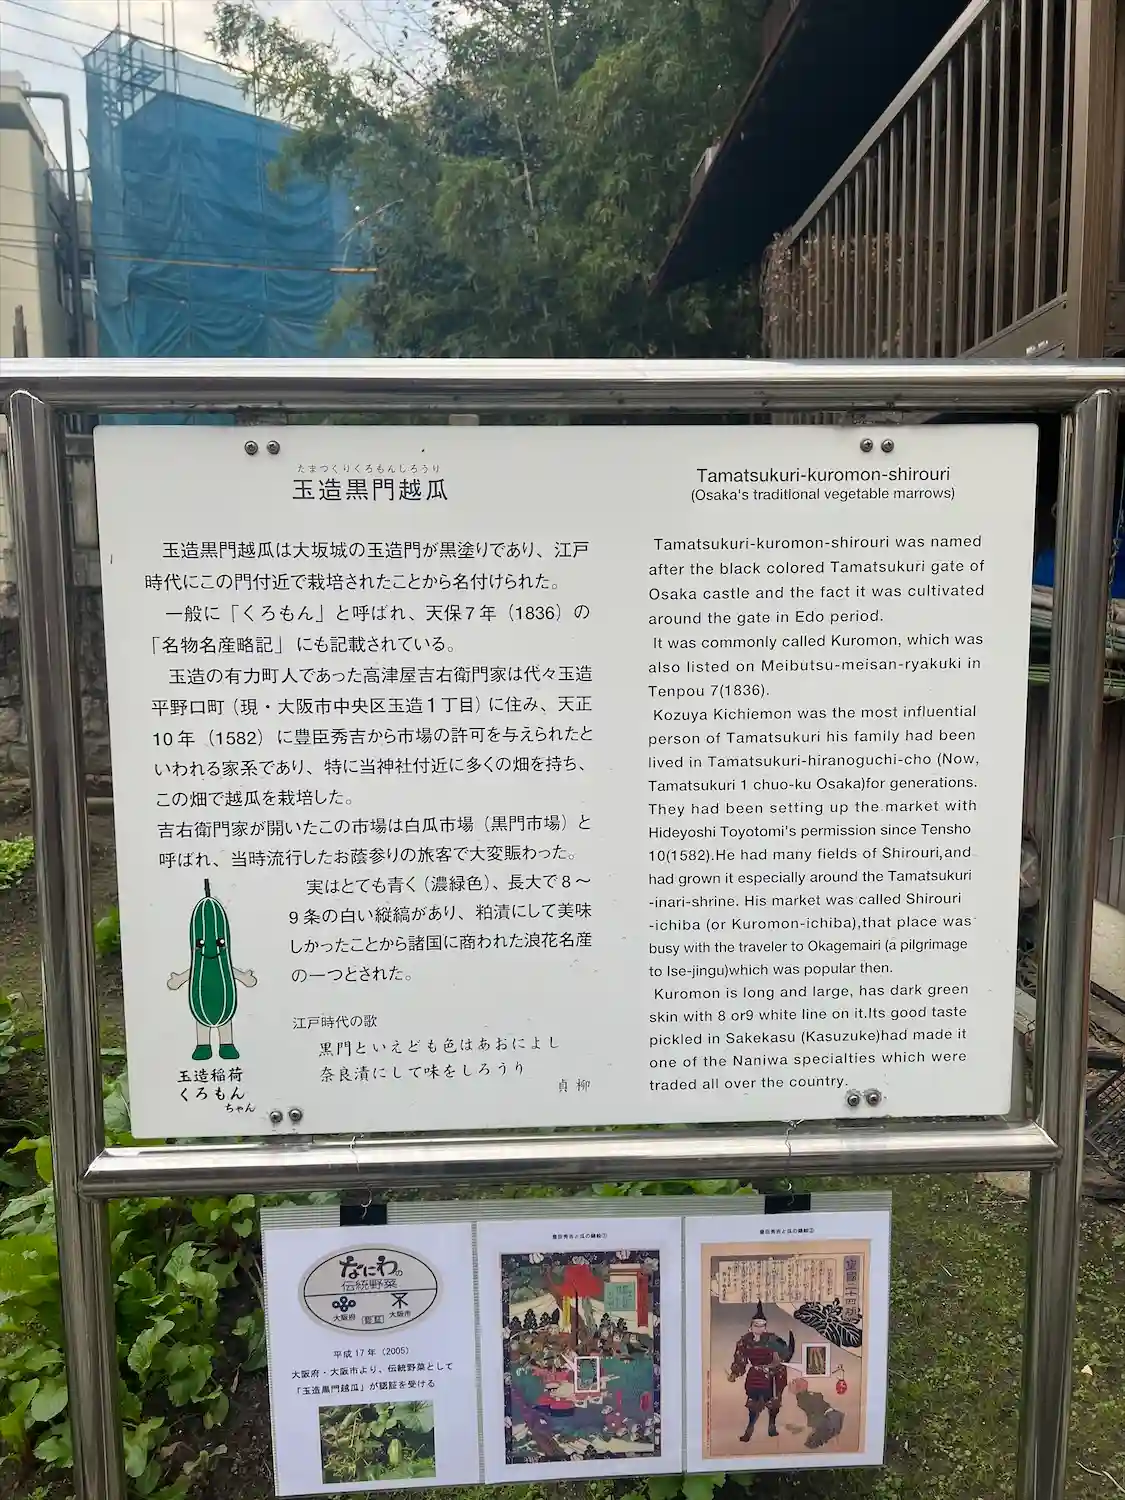 たまつくりくろもんしろうり
玉造黒門越瓜
玉造黒門越瓜は大坂城の玉造門が黒塗りであり、江戸
時代にこの門付近で栽培されたことから名付けられた。
一般に「くろもん」と呼ばれ、天保7年（1836）の
「名物名産略記」にも記載されている。
玉造の有力町人であった高津屋吉右衛門家は代々玉造
平野口町（現・大阪市中央区玉造1丁目）に住み、天正
10年（1582）に豊臣秀吉から市場の許可を与えられたと
いわれる家系であり、特に当神社付近に多くの畑を持ち、
この畑で越瓜を栽培した。
吉右衛門家が開いたこの市場は白瓜市場（黒門市場）と
呼ばれ、当時流行したお蔭参りの旅客で大変賑わった。
実はとても青く（濃緑色）、長大で8～
9条の白い縦縞があり、粕漬にして美味
しかったことから諸国に商われた浪花名産
の一つとされた。
江戸時代の歌
黒門といえども色はあおによし
奈良漬にして味をしろうり
貞柳
玉造稲荷
くろもん
ちゃん
Tamatsukuri-kuromon-shirouri
(Osaka's traditlonal vegetable marrows)
Tamatsukuri-kuromon-shirouri was named
after the black colored Tamatsukuri gate of
Osaka castle and the fact it was cultivated
around the gate in Edo period.
It was commonly called Kuromon, which was
also listed on Meibutsu-meisan-ryakuki in
Tenpou 7(1836).
Kozuya Kichiemon was the most influential
person of Tamatsukuri his family had been
lived in Tamatsukuri-hiranoguchi-cho (Now,
Tamatsukuri 1 chuo-ku Osaka)for generations.
They had been setting up the market with
Hideyoshi Toyotomi's permission since Tensho
10(1582).He had many fields of Shirouri,and
had grown it especially around the Tamatsukuri
-inari-shrine. His market was called Shirouri
-ichiba (or Kuromon-ichiba),that place was
busy with the traveler to Okagemairi (a pilgrimage
to Ise-jingu)which was popular then.
Kuromon is long and large, has dark green
skin with 8 or9 white line on it.Its good taste
pickled in Sakekasu (Kasuzuke)had made it
one of the Naniwa specialties which were
traded all over the country.
なにわの
伝統野菜
大阪府
認証
大阪市
平成17年（2005）
大阪府・大阪市より、伝統野菜として
「玉造黒門越瓜」が認証を受ける
豊臣秀吉と瓜の錦絵①
豊臣秀吉と瓜の錦絵②